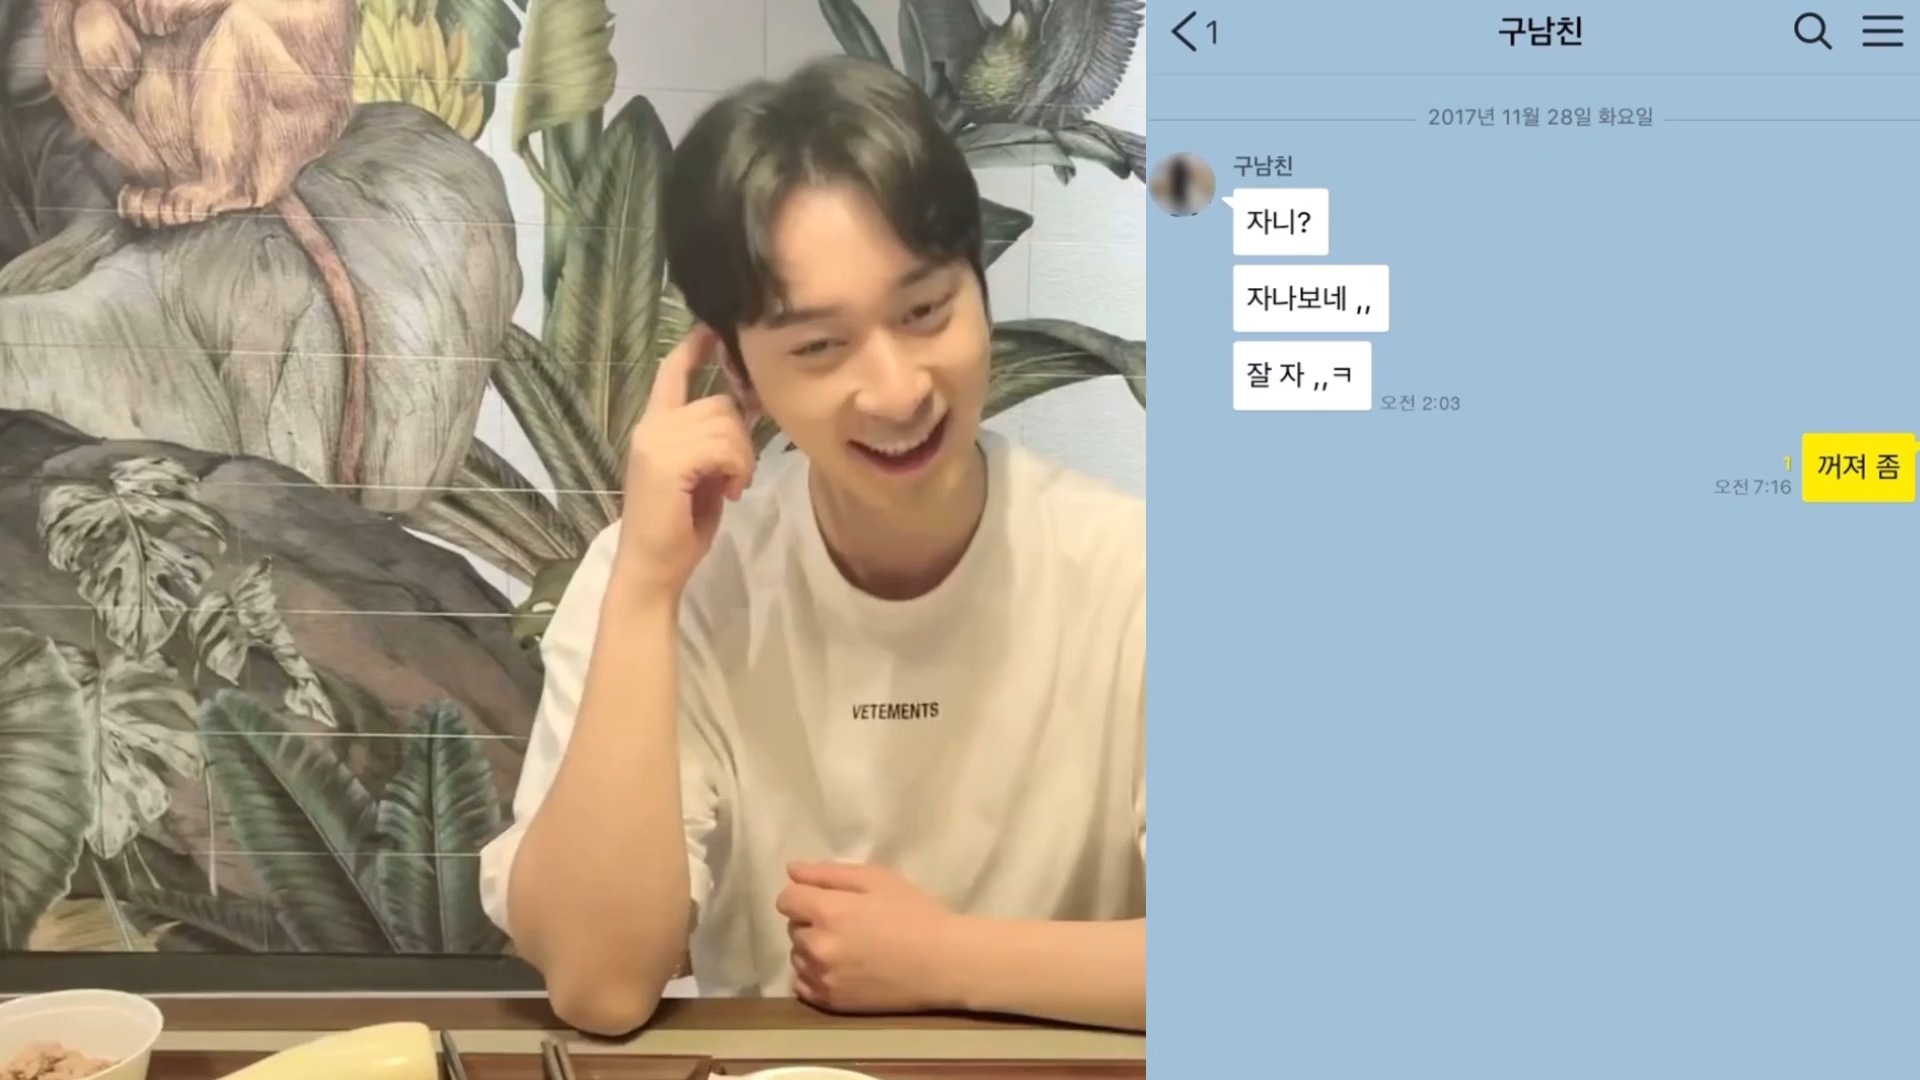 VETEMENTS
1
구남친
2017년 11월 28일 화요일
구남친
자니?
자나보네 ,,
잘 자 ,,ㅋ
오전 2:03
1
오전 7:16
꺼져 좀